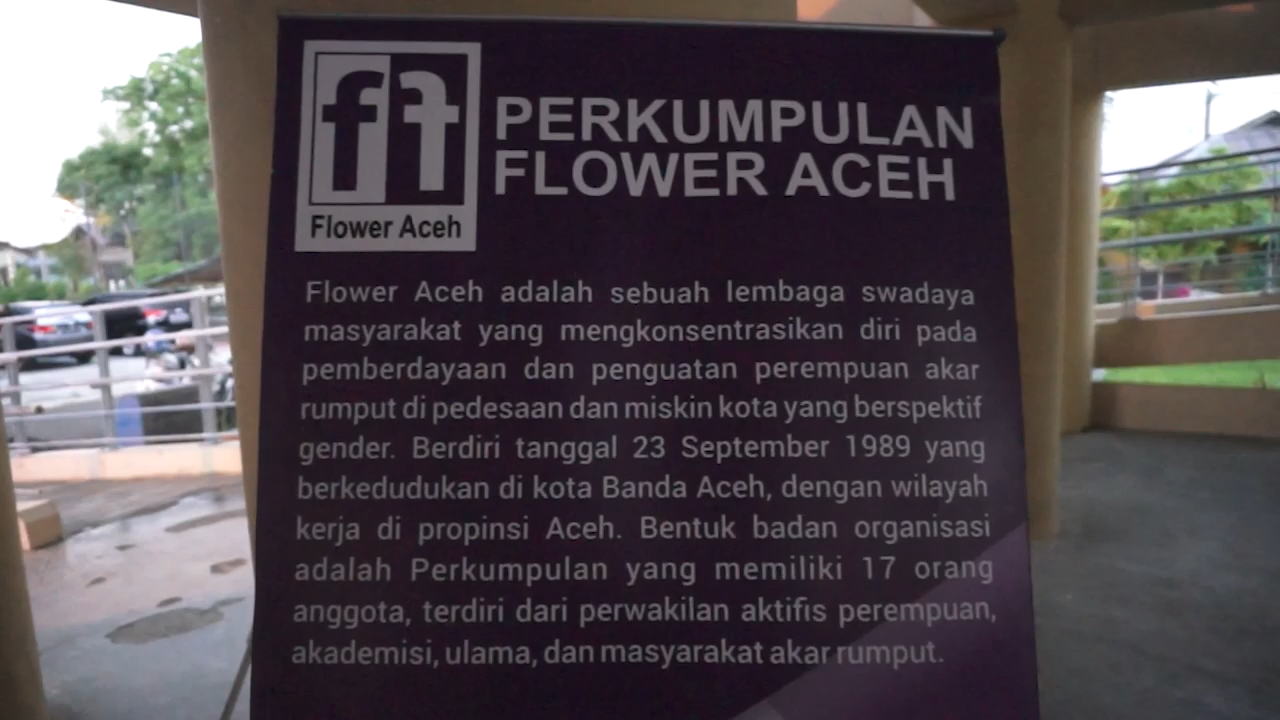 ff
Flower Aceh
PERKUMPULAN
FLOWER ACEH
Flower Aceh adalah sebuah lembaga swadaya
masyarakat yang mengkonsentrasikan diri pada
pemberdayaan dan penguatan perempuan akar
rumput di pedesaan dan miskin kota yang berspektif
gender. Berdiri tanggal 23 September 1989 yang
berkedudukan di kota Banda Aceh, dengan wilayah
kerja di propinsi Aceh. Bentuk badan organisasi
adalah Perkumpulan yang memiliki 17 orang
anggota, terdiri dari perwakilan aktifis perempuan,
akademisi, ulama, dan masyarakat akar rumput.